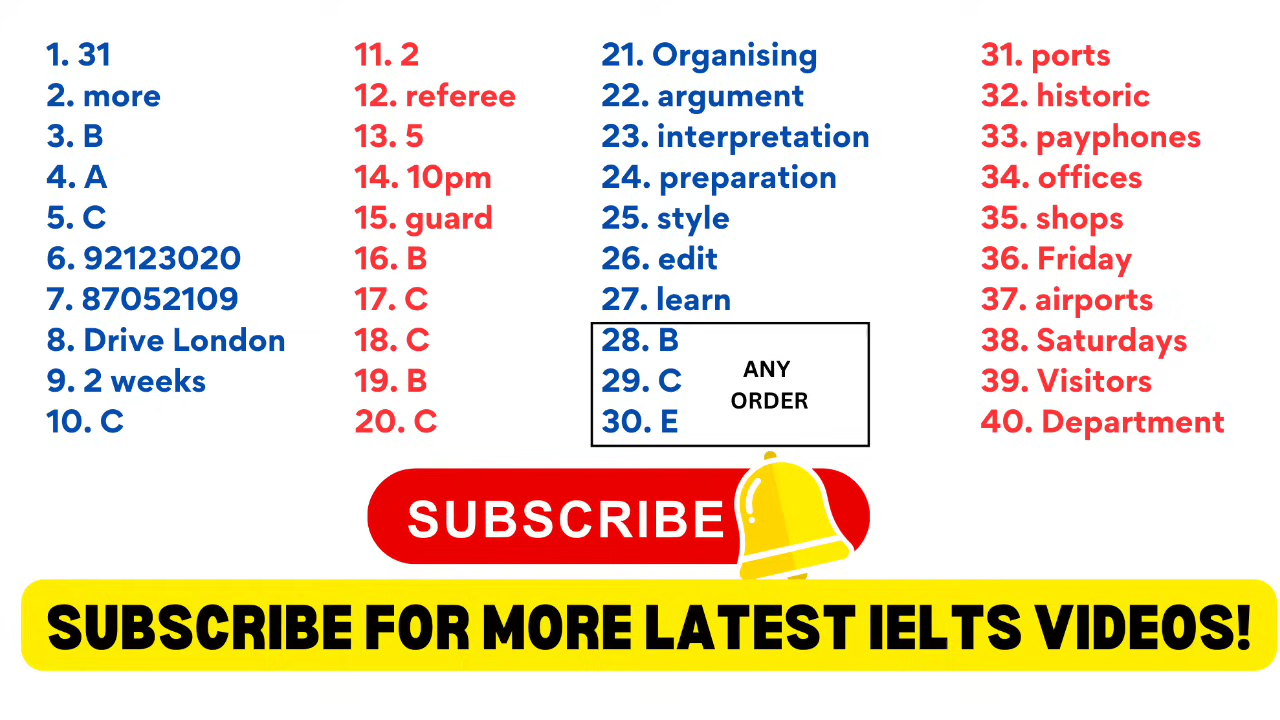 1. 31
2. more
3. B
4. A
5. C
6. 92123020
7. 87052109
8. Drive London
9. 2 weeks
10. C
11. 2
12. referee
13. 5
14. 10pm
15. guard
16. B
17. C
18. C
19. B
20. C
21. Organising
22. argument
23. interpretation
24. preparation
25. style
26. edit
27. learn
28. B
29. C
30. E
ANY
ORDER
31. ports
32. historic
33. payphones
34. offices
35. shops
36. Friday
37. airports
38. Saturdays
39. Visitors
40. Department
SUBSCRIBE
SUBSCRIBE FOR MORE LATEST IELTS VIDEOS!